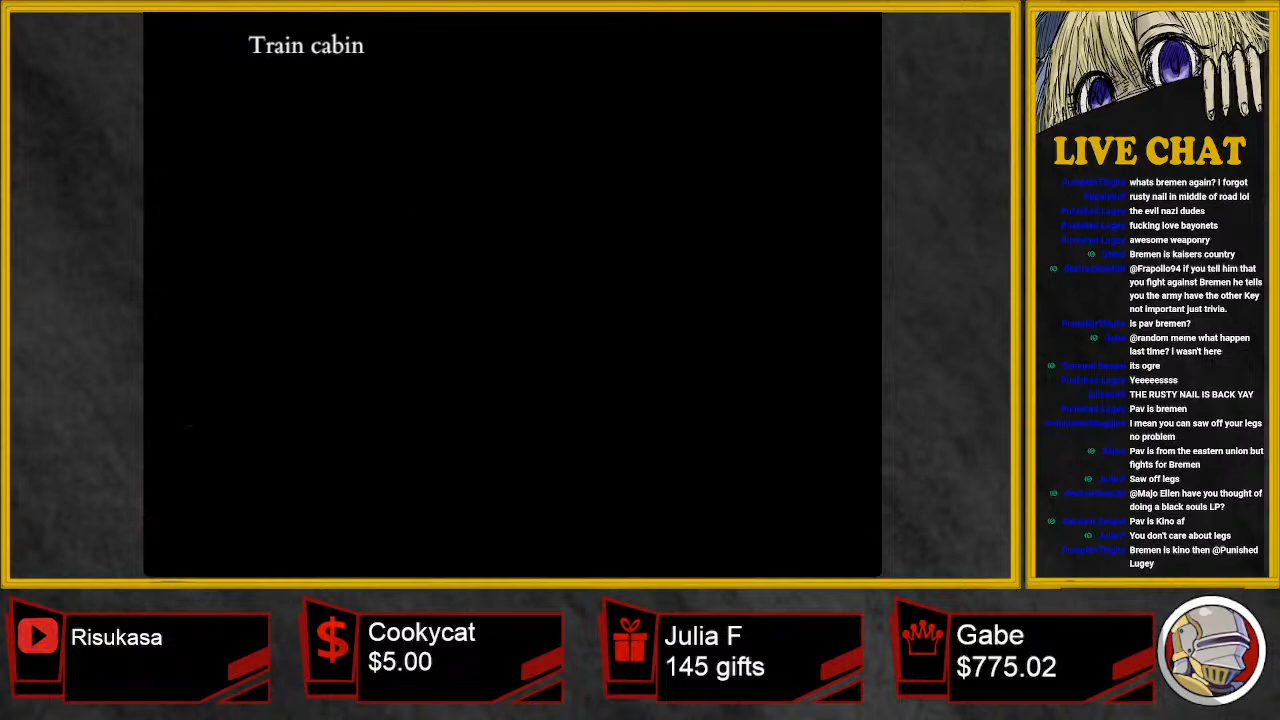 Train cabin
LIVE CHAT
whats bremen again? I forgot
rusty nail in middle of road lol
the evil nazi dudes
fucking love bayonets
awesome weaponry
Bremen is kaisers country
@Frapollo94 if you tell him that
you fight against Bremen he tells
you the army have the other Key
not important just trivia.
is pav bremen?
@random meme what happen
last time? I wasn't here
its ogre
Punished Lugey Yeeeeessss
THE RUSTY NAIL IS BACK YAY
Punished Lugey Pav is bremen
I mean you can saw off your legs
no problem
Pav is from the eastern union but
fights for Bremen
Saw off legs
@Majo Ellen have you thought of
doing a black souls LP?
Pav is Kino af
You don't care about legs
Bremen is kino then @Punished
Lugey
Risukasa
Cookycat
$5.00
Julia F
145 gifts
Gabe
$775.02